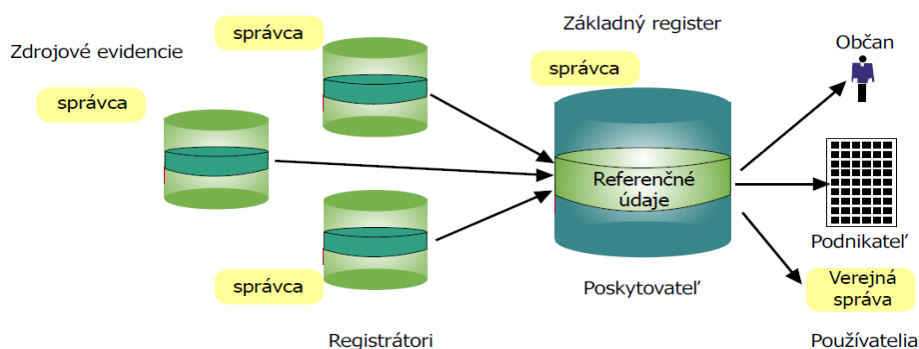 Zdrojové evidencie
správca
správca
správca
Registrátori
Základný register
správca
Referenčné
údaje
Poskytovateľ
Občan
Podnikateľ
Verejná
správa
Používatelia